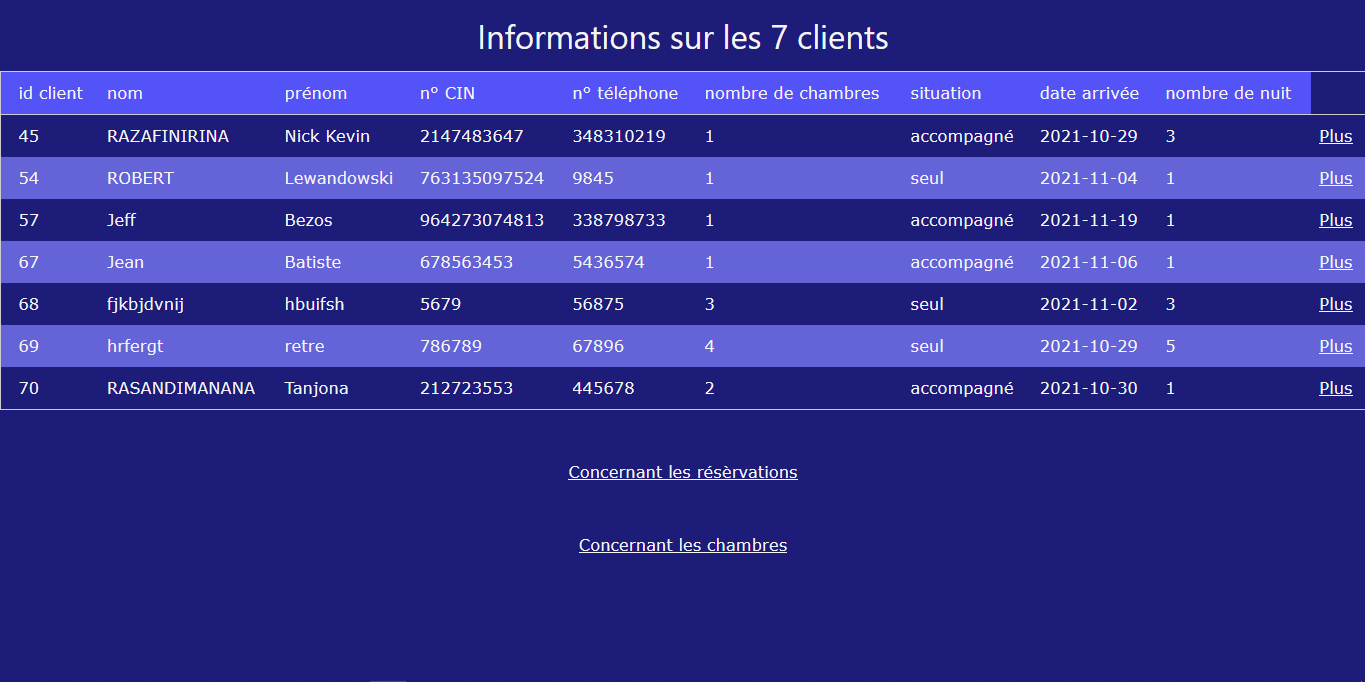 Informations sur les 7 clients
id client nom prénom n° CIN n° téléphone nombre de chambres situation date arrivée nombre de nuit
45 RAZAFINIRINA Nick Kevin 2147483647 348310219 1 accompagné 2021-10-29 3 Plus
54 ROBERT Lewandowski 763135097524 9845 1 seul 2021-11-04 1 Plus
57 Jeff Bezos 964273074813 338798733 1 accompagné 2021-11-19 1 Plus
67 Jean Batiste 678563453 5436574 1 accompagné 2021-11-06 1 Plus
68 fjkbjdvnij hbuifsh 5679 56875 3 seul 2021-11-02 3 Plus
69 hrfergt retre 786789 67896 4 seul 2021-10-29 5 Plus
70 RASANDIMANANA Tanjona 212723553 445678 2 accompagné 2021-10-30 1 Plus
Concernant les résèrvations
Concernant les chambres